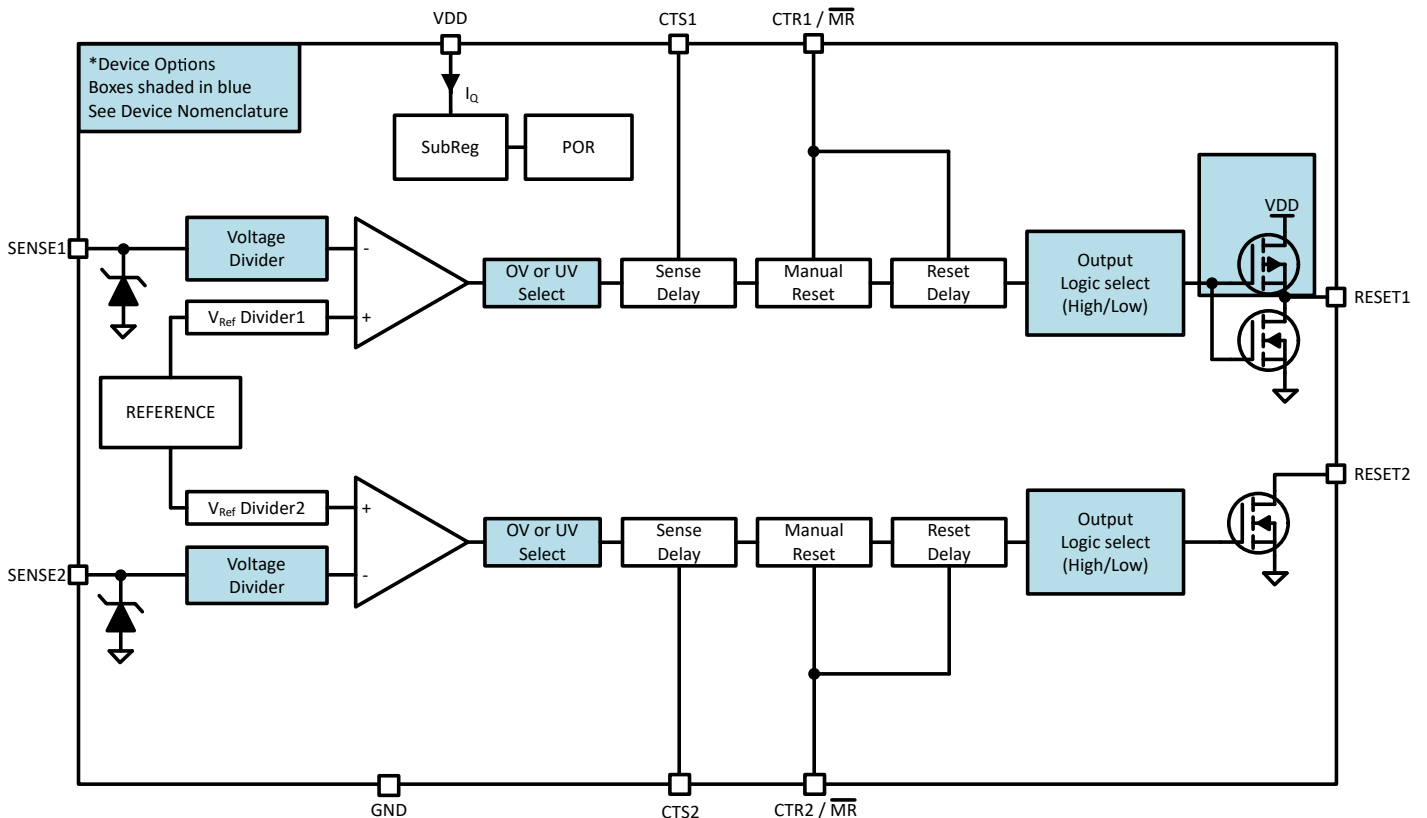 VDD
CTS1
CTR1 / MR
*Device Options
Boxes shaded in blue
See Device Nomenclature
IQ
SubReg
POR
VDD
SENSE1
Voltage
Divider
-
OV or UV
Select
Sense
Delay
Manual
Reset
Reset
Delay
Output
Logic select
(High/Low)
RESET1
VRef Divider1
+
REFERENCE
RESET2
VRef Divider2
+
OV or UV
Select
Sense
Delay
Manual
Reset
Reset
Delay
Output
Logic select
(High/Low)
SENSE2
Voltage
Divider
-
GND
CTS2
CTR2 / MR